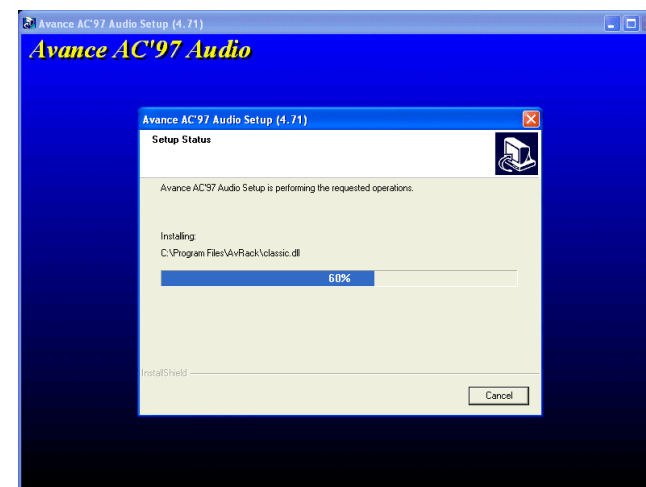 Avance AC'97 Audio Setup (4.71)
Avance AC'97 Audio
Avance AC'97 Audio Setup (4.71)
Setup Status
Avance AC'97 Audio Setup is performing the requested operations.
Installing:
C:\Program Files\AvRack\classic.dll
60%
InstallShield
Cancel